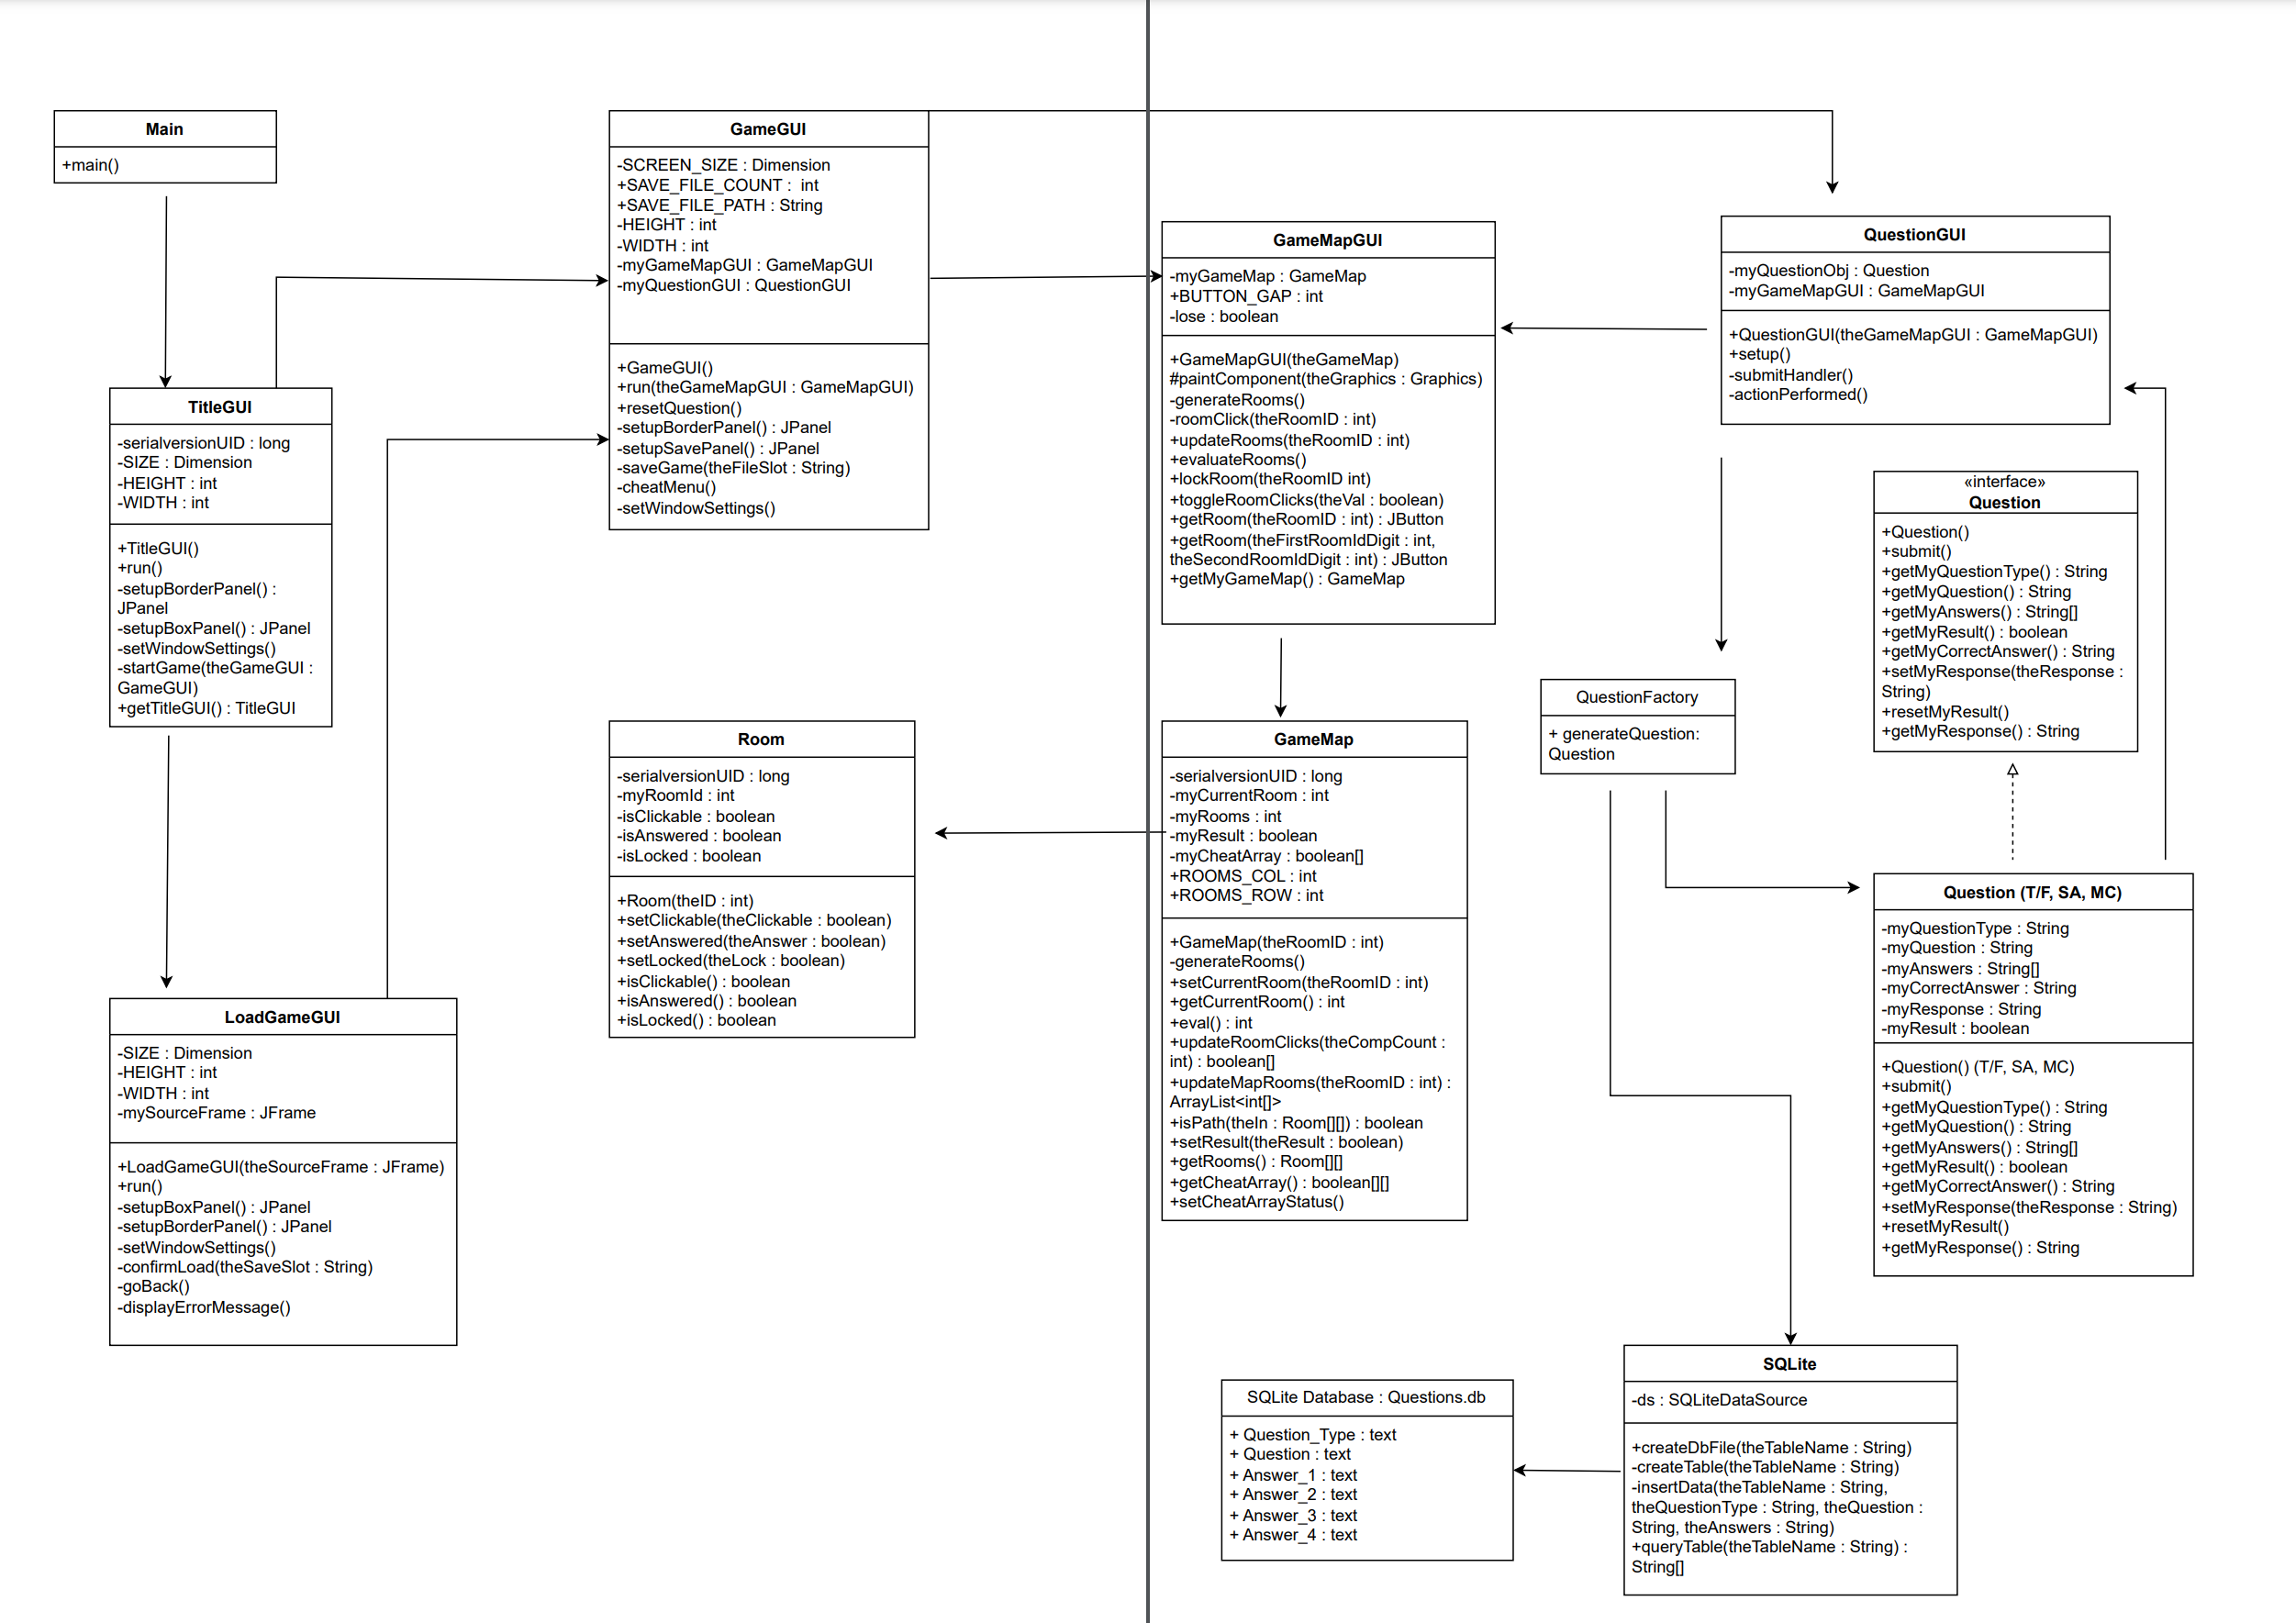 Main
+main()
TitleGUI
-serialversionUID : long
-SIZE : Dimension
-HEIGHT : int
-WIDTH : int
+TitleGUI()
+run()
-setupBorderPanel() :
JPanel
-setupBoxPanel() : JPanel
-setWindowSettings()
-startGame(theGameGUI :
GameGUI)
+getTitleGUI() : TitleGUI
LoadGameGUI
-SIZE : Dimension
-HEIGHT : int
-WIDTH : int
-mySourceFrame : JFrame
+LoadGameGUI(theSourceFrame : JFrame)
+run()
-setupBoxPanel() : JPanel
-setupBorderPanel() : JPanel
-setWindowSettings()
-confirmLoad(theSaveSlot : String)
-goBack()
-displayErrorMessage()
GameGUI
-SCREEN_SIZE : Dimension
+SAVE_FILE_COUNT :  int
+SAVE_FILE_PATH : String
-HEIGHT : int
-WIDTH : int
-myGameMapGUI : GameMapGUI
-myQuestionGUI : QuestionGUI
+GameGUI()
+run(theGameMapGUI : GameMapGUI)
+resetQuestion()
-setupBorderPanel() : JPanel
-setupSavePanel() : JPanel
-saveGame(theFileSlot : String)
-cheatMenu()
-setWindowSettings()
Room
-serialversionUID : long
-myRoomId : int
-isClickable : boolean
-isAnswered : boolean
-isLocked : boolean
+Room(theID : int)
+setClickable(theClickable : boolean)
+setAnswered(theAnswer : boolean)
+setLocked(theLock : boolean)
+isClickable() : boolean
+isAnswered() : boolean
+isLocked() : boolean
GameMapGUI
-myGameMap : GameMap
+BUTTON_GAP : int
-lose : boolean
+GameMapGUI(theGameMap)
#paintComponent(theGraphics : Graphics)
-generateRooms()
-roomClick(theRoomID : int)
+updateRooms(theRoomID : int)
+evaluateRooms()
+lockRoom(theRoomID int)
+toggleRoomClicks(theVal : boolean)
+getRoom(theRoomID : int) : JButton
+getRoom(theFirstRoomIdDigit : int,
theSecondRoomIdDigit : int) : JButton
+getMyGameMap() : GameMap
GameMap
-serialversionUID : long
-myCurrentRoom : int
-myRooms : int
-myResult : boolean
-myCheatArray : boolean[]
+ROOMS_COL : int
+ROOMS_ROW : int
+GameMap(theRoomID : int)
-generateRooms()
+setCurrentRoom(theRoomID : int)
+getCurrentRoom() : int
+eval() : int
+updateRoomClicks(theCompCount :
int) : boolean[]
+updateMapRooms(theRoomID : int) :
ArrayList<int[]>
+isPath(theIn : Room[][]) : boolean
+setResult(theResult : boolean)
+getRooms() : Room[][]
+getCheatArray() : boolean[][]
+setCheatArrayStatus()
QuestionGUI
-myQuestionObj : Question
-myGameMapGUI : GameMapGUI
+QuestionGUI(theGameMapGUI : GameMapGUI)
+setup()
-submitHandler()
-actionPerformed()
«interface»
Question
+Question()
+submit()
+getMyQuestionType() : String
+getMyQuestion() : String
+getMyAnswers() : String[]
+getMyResult() : boolean
+getMyCorrectAnswer() : String
+setMyResponse(theResponse :
String)
+resetMyResult()
+getMyResponse() : String
QuestionFactory
+ generateQuestion:
Question
Question (T/F, SA, MC)
-myQuestionType : String
-myQuestion : String
-myAnswers : String[]
-myCorrectAnswer : String
-myResponse : String
-myResult : boolean
+Question() (T/F, SA, MC)
+submit()
+getMyQuestionType() : String
+getMyQuestion() : String
+getMyAnswers() : String[]
+getMyResult() : boolean
+getMyCorrectAnswer() : String
+setMyResponse(theResponse : String)
+resetMyResult()
+getMyResponse() : String
SQLite
-ds : SQLiteDataSource
+createDbFile(theTableName : String)
-createTable(theTableName : String)
-insertData(theTableName : String,
theQuestionType : String, theQuestion :
String, theAnswers : String)
+queryTable(theTableName : String) :
String[]
SQLite Database : Questions.db
+ Question_Type : text
+ Question : text
+ Answer_1 : text
+ Answer_2 : text
+ Answer_3 : text
+ Answer_4 : text